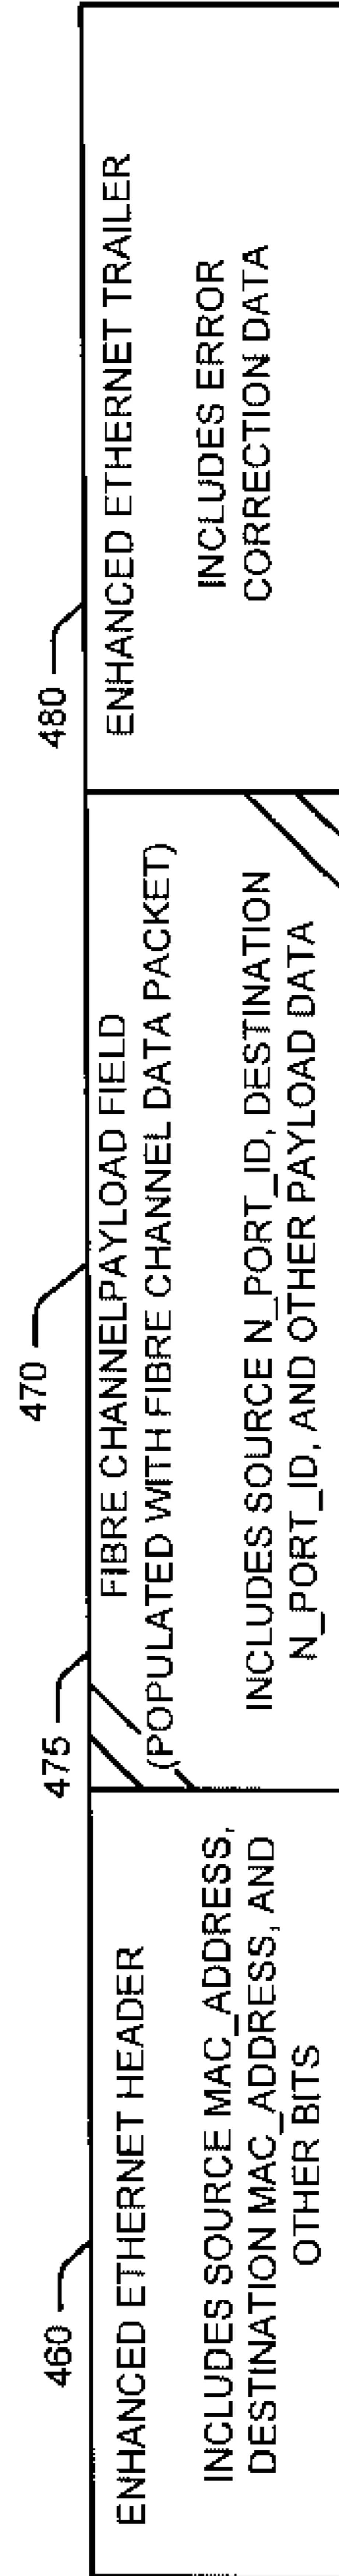 460
ENHANCED ETHERNET HEADER
INCLUDES SOURCE MAC_ADDRESS,
DESTINATION MAC_ADDRESS, AND
OTHER BITS
475
470
FIBRE CHANNELPAYLOAD FIELD
(POPULATED WITH FIBRE CHANNEL DATA PACKET)
INCLUDES SOURCE N_PORT_ID, DESTINATION
N_PORT_ID, AND OTHER PAYLOAD DATA
480
ENHANCED ETHERNET TRAILER
INCLUDES ERROR
CORRECTION DATA